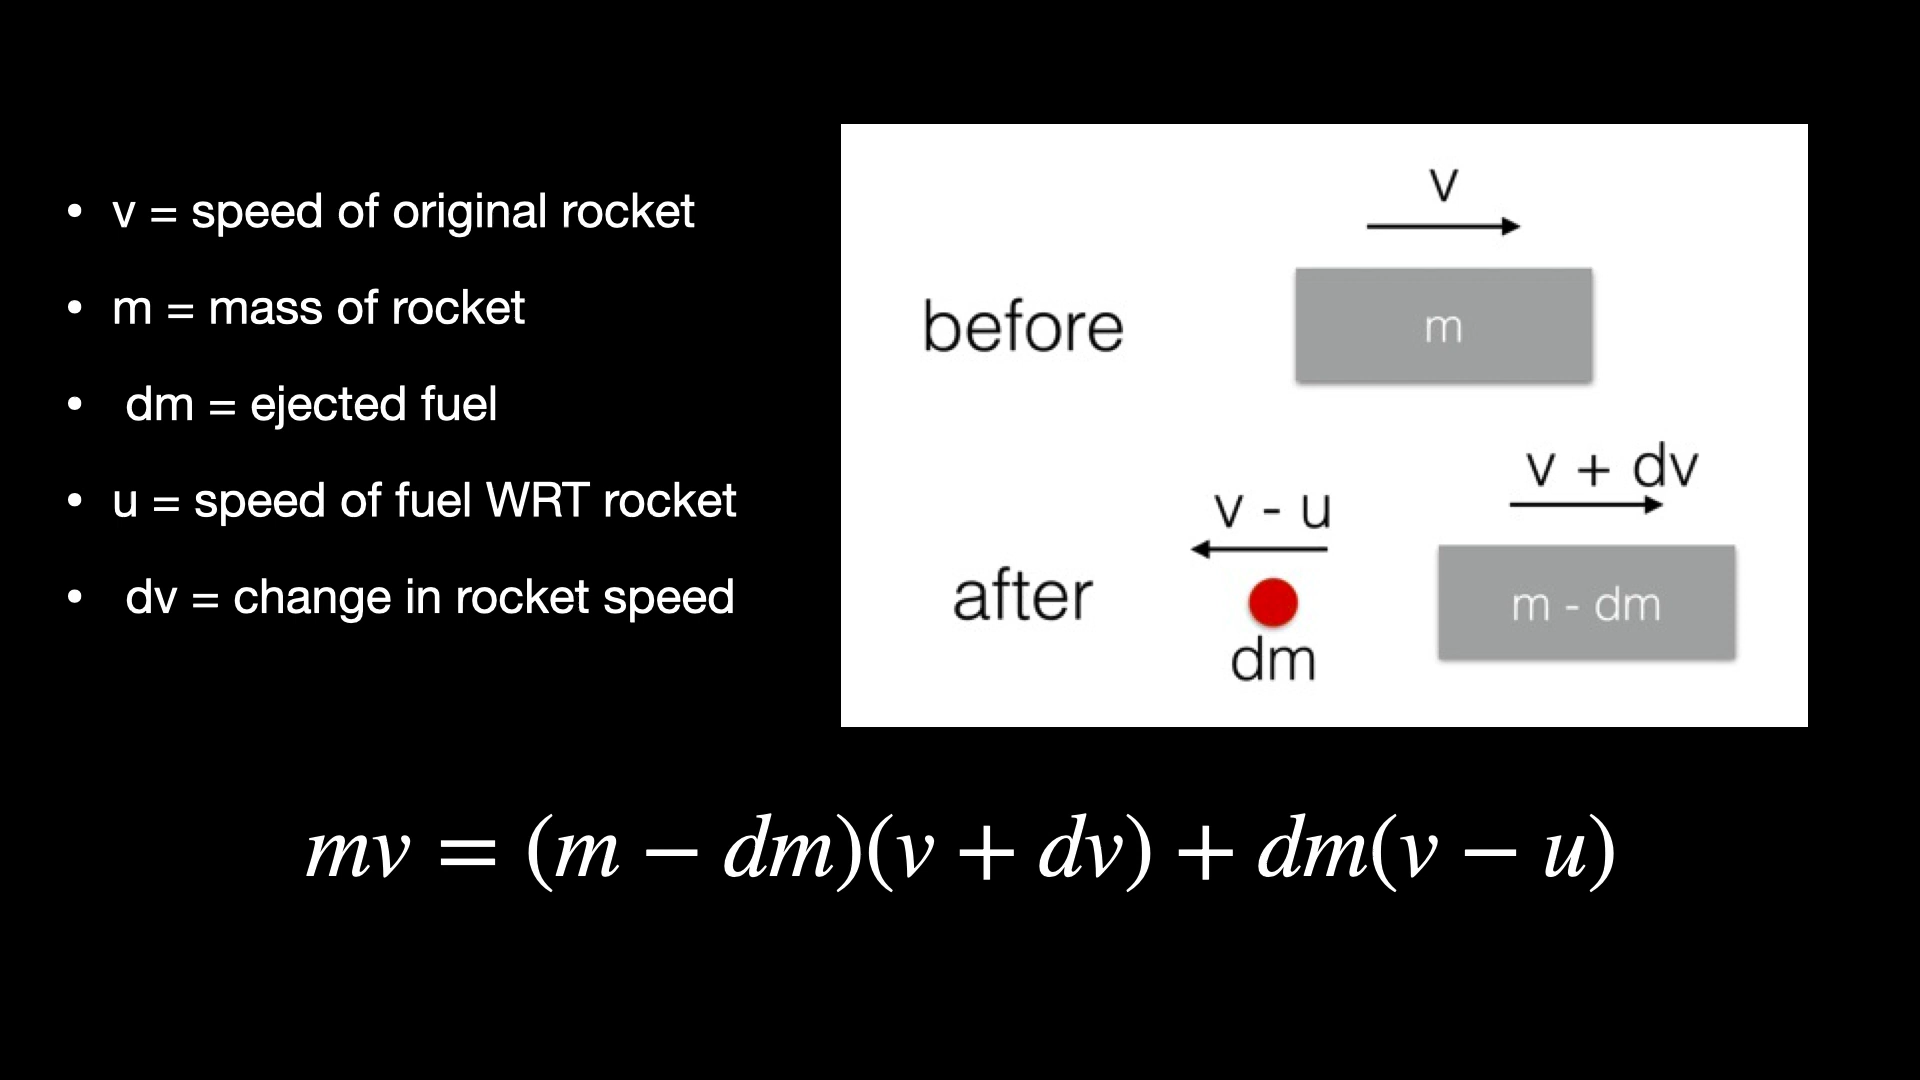 • v = speed of original rocket
• m = mass of rocket
• dm = ejected fuel
• u = speed of fuel WRT rocket
• dv = change in rocket speed
v
before
m
v + dv
v - u
after
m - dm
dm
mv = (m − dm)(v + dv) + dm(v − u)